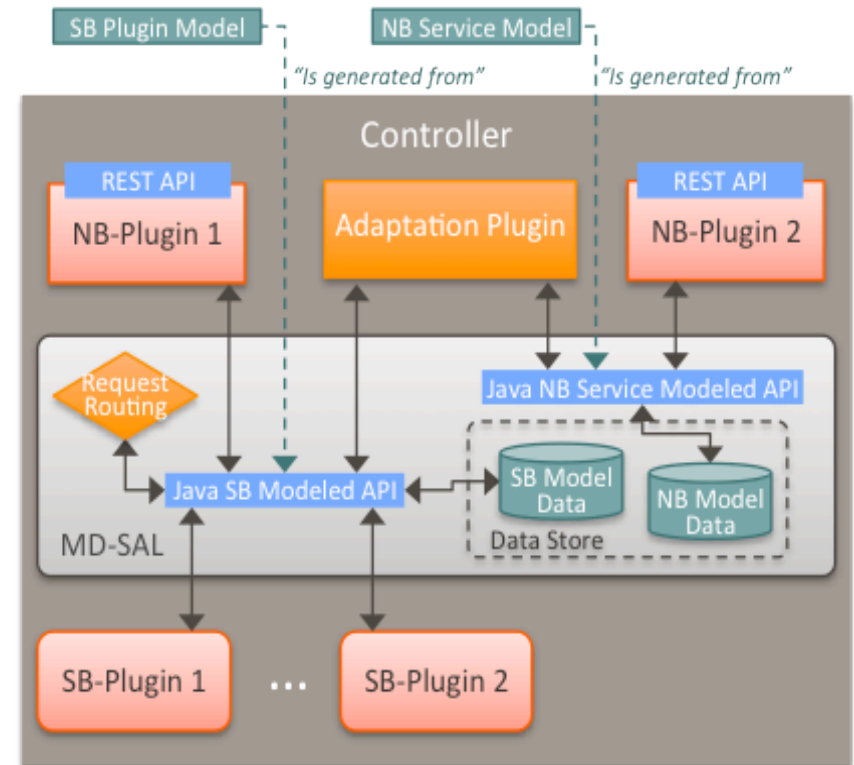 SB Plugin Model
NB Service Model
“Is generated from”
“Is generated from”
Controller
REST API
NB-Plugin 1
Adaptation Plugin
REST API
NB-Plugin 2
Request
Routing
Java NB Service Modeled API
Java SB Modeled API
SB Model
Data
NB Model
Data
Data Store
MD-SAL
SB-Plugin 1
...
SB-Plugin 2